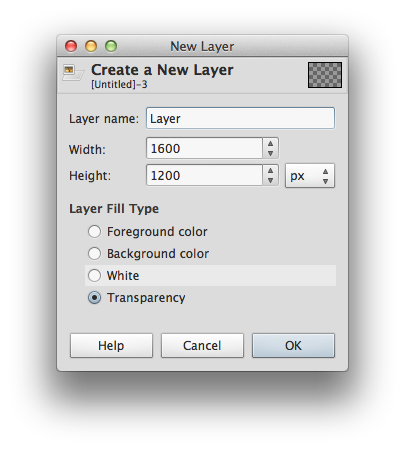 New Layer
Create a New Layer
[Untitled]-3
Layer name: Layer
Width: 1600
Height: 1200 px
Layer Fill Type
Foreground color
Background color
White
Transparency
Help Cancel OK